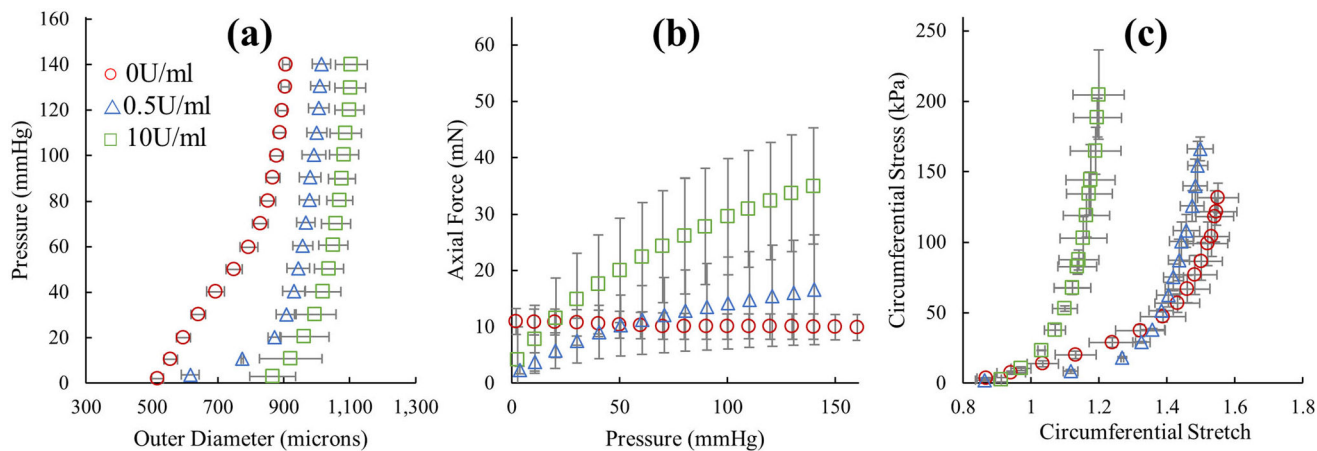 (a)
Pressure (mmHg)
160
140
120
100
80
60
40
20
0
0U/ml
0.5U/ml
10U/ml
300 500 700 900 1,100 1,300
Outer Diameter (microns)
(b)
Axial Force (mN)
60
50
40
30
20
10
0
0 50 100 150
Pressure (mmHg)
(c)
Circumferential Stress (kPa)
250
200
150
100
50
0
0.8 1 1.2 1.4 1.6 1.8
Circumferential Stretch